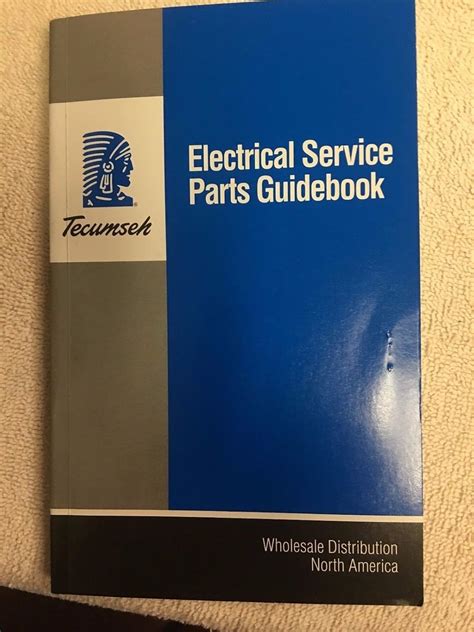 Electrical Service
Parts Guidebook
®
Tecumseh
Wholesale Distribution
North America